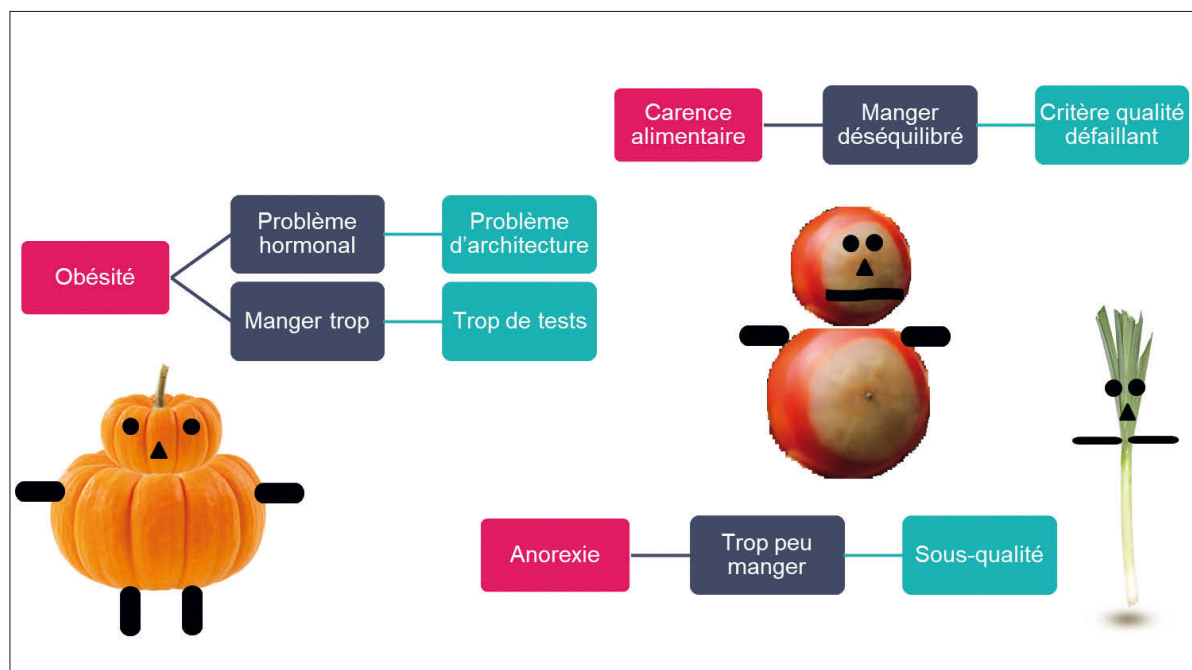 Carence
alimentaire
Manger
déséquilibré
Critère qualité
défaillant
Obésité
Problème
hormonal
Problème
d'architecture
Manger trop
Trop de tests
Anorexie
Trop peu
manger
Sous-qualité